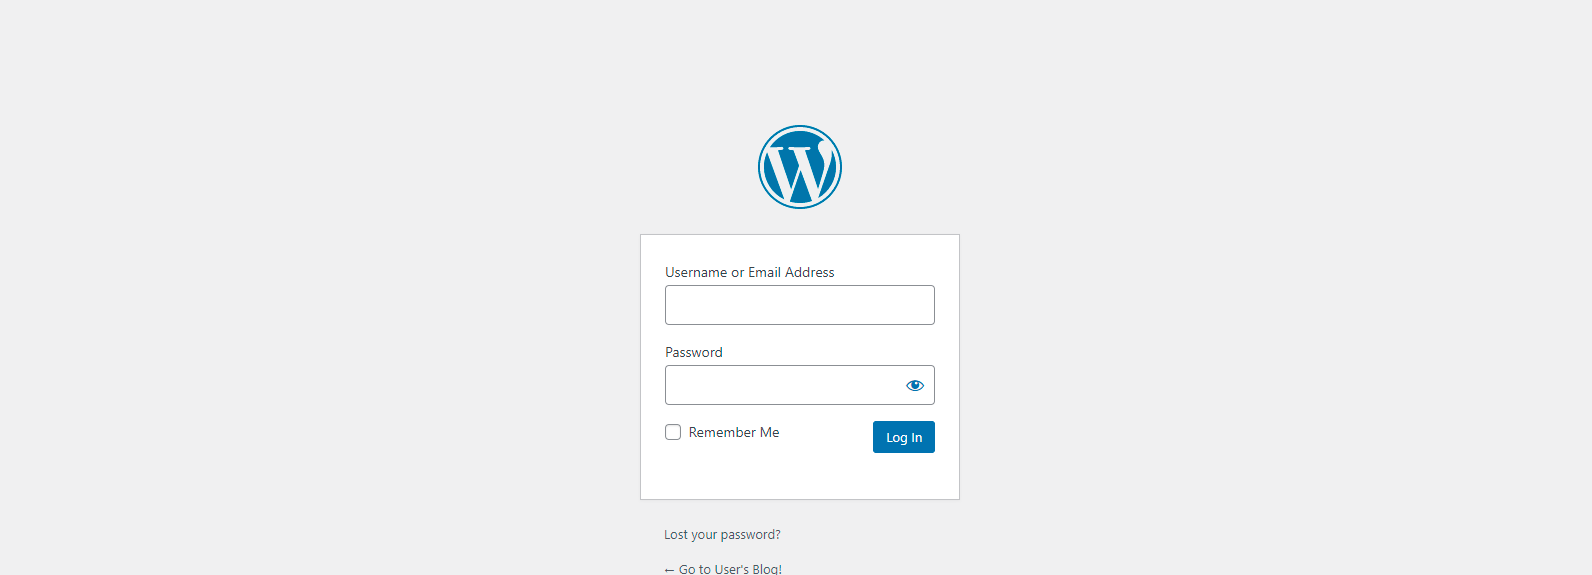 Username or Email Address
Password
Remember Me
Log In
Lost your password?
← Go to User's Blog!